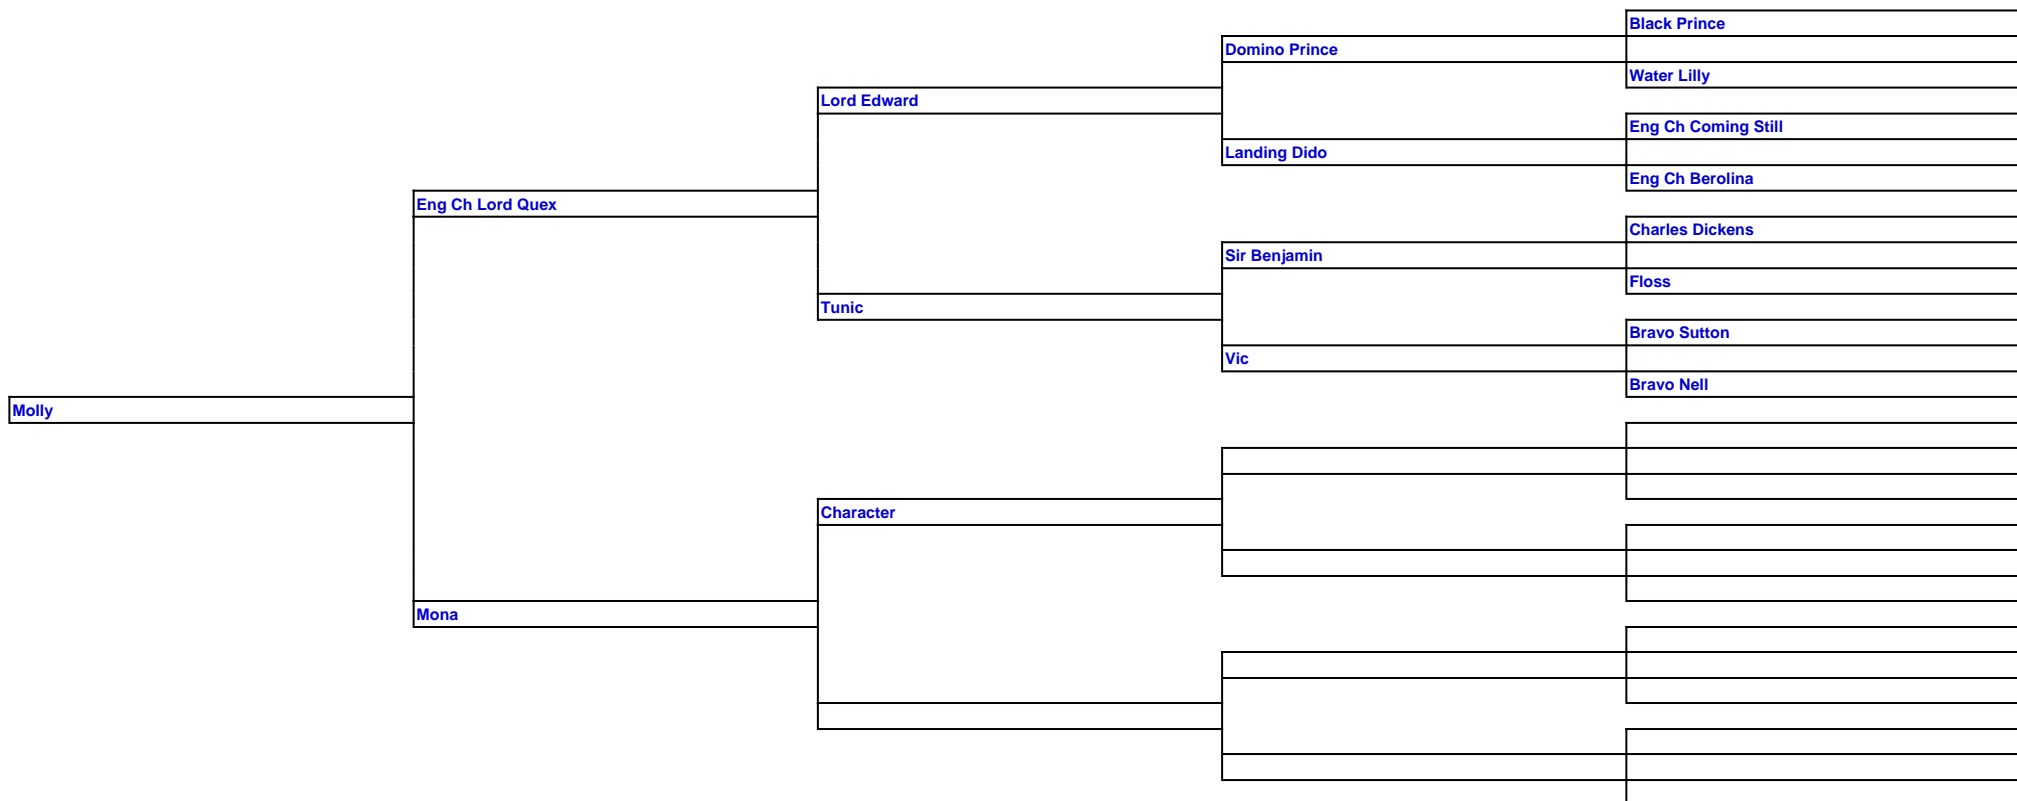 Black Prince
Domino Prince
Water Lilly
Lord Edward
Eng Ch Coming Still
Landing Dido
Eng Ch Berolina
Eng Ch Lord Quex
Charles Dickens
Sir Benjamin
Floss
Tunic
Bravo Sutton
Vic
Bravo Nell
Molly
Character
Mona